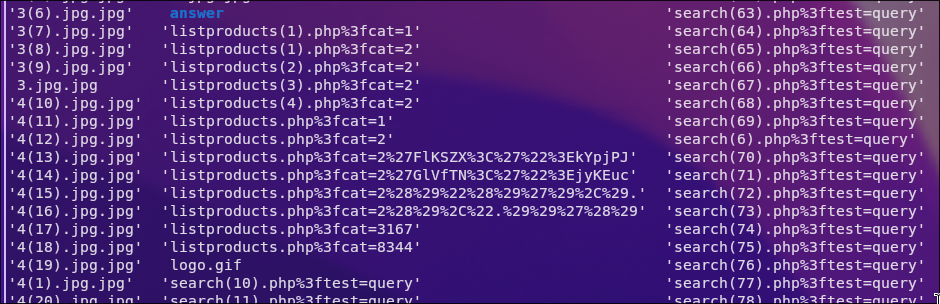 '3(6).jpg.jpg' answer 'search(63).php%3ftest=query'
'3(7).jpg.jpg' 'listproducts(1).php%3fcat=1' 'search(64).php%3ftest=query'
'3(8).jpg.jpg' 'listproducts(1).php%3fcat=2' 'search(65).php%3ftest=query'
'3(9).jpg.jpg' 'listproducts(2).php%3fcat=2' 'search(66).php%3ftest=query'
3.jpg.jpg 'listproducts(3).php%3fcat=2' 'search(67).php%3ftest=query'
'4(10).jpg.jpg' 'listproducts(4).php%3fcat=2' 'search(68).php%3ftest=query'
'4(11).jpg.jpg' 'listproducts.php%3fcat=1' 'search(69).php%3ftest=query'
'4(12).jpg.jpg' 'listproducts.php%3fcat=2' 'search(6).php%3ftest=query'
'4(13).jpg.jpg' 'listproducts.php%3fcat=2%27FlKSZX%3C%27%22%3EkYpjPJ' 'search(70).php%3ftest=query'
'4(14).jpg.jpg' 'listproducts.php%3fcat=2%27GlVfTN%3C%27%22%3EjyKEuc' 'search(71).php%3ftest=query'
'4(15).jpg.jpg' 'listproducts.php%3fcat=2%28%29%22%28%29%27%29%2C%29.' 'search(72).php%3ftest=query'
'4(16).jpg.jpg' 'listproducts.php%3fcat=2%28%29%2C%22.%29%29%27%28%29' 'search(73).php%3ftest=query'
'4(17).jpg.jpg' 'listproducts.php%3fcat=3167' 'search(74).php%3ftest=query'
'4(18).jpg.jpg' 'listproducts.php%3fcat=8344' 'search(75).php%3ftest=query'
'4(19).jpg.jpg' logo.gif 'search(76).php%3ftest=query'
'4(1).jpg.jpg' 'search(10).php%3ftest=query' 'search(77).php%3ftest=query'
'4(20).jpg.jpg' 'search(11).php%3ftest=query' 'search(78).php%3ftest=query'